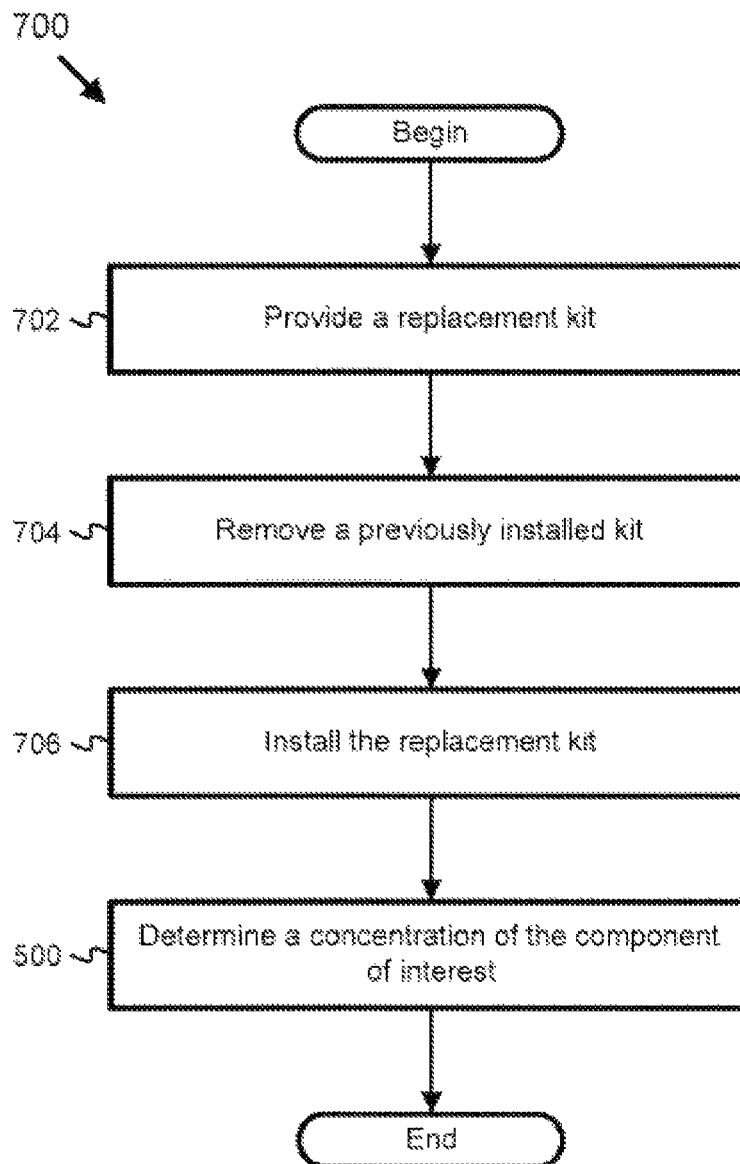 700
Begin
702
Provide a replacement kit
704
Remove a previously installed kit
706
Install the replacement kit
500
Determine a concentration of the component
of interest
End